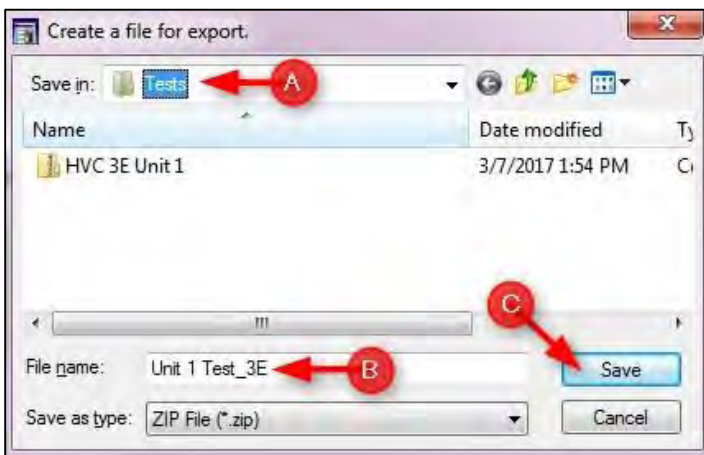 Create a file for export.
Save in: Tests A
Name Date modified Ty
HVC 3E Unit 1 3/7/2017 1:54 PM
C
File name: Unit 1 Test_3E B Save
Save as type: ZIP File (*.zip) Cancel